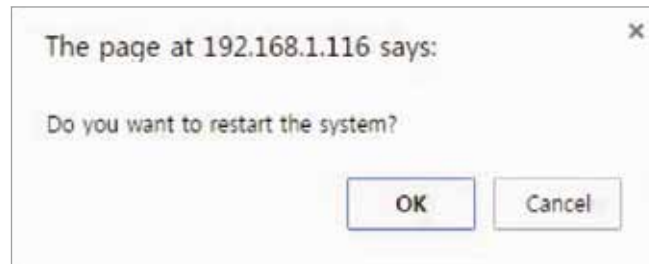 The page at 192.168.1.116 says:
Do you want to restart the system?
OK
Cancel